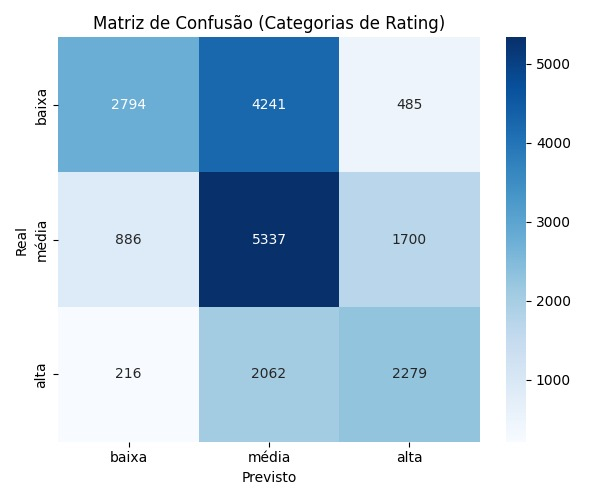 Matriz de Confusão (Categorias de Rating)
baixa 2794 4241 485 5000
4000
Real
média 886 5337 1700 3000
2000
alta 216 2062 2279
1000
baixa média alta
Previsto